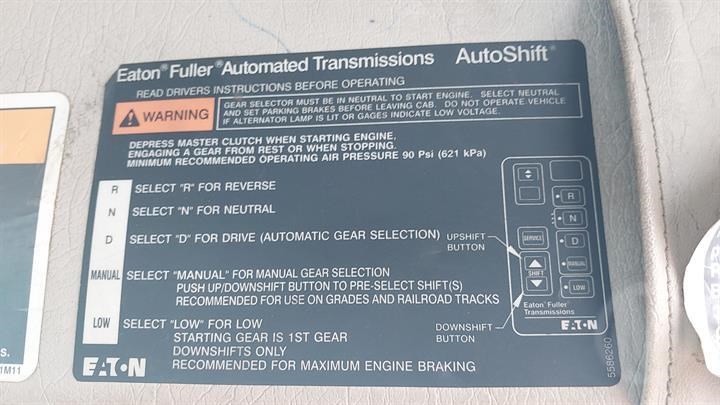 Eaton® Fuller® Automated Transmissions AutoShift®
READ DRIVERS INSTRUCTIONS BEFORE OPERATING
WARNING
GEAR SELECTOR MUST BE IN NEUTRAL TO START ENGINE. SELECT NEUTRAL
AND SET PARKING BRAKES BEFORE LEAVING CAB. DO NOT OPERATE VEHICLE
IF ALTERNATOR LAMP IS LIT OR GAGES INDICATE LOW VOLTAGE.
DEPRESS MASTER CLUTCH WHEN STARTING ENGINE,
ENGAGING A GEAR FROM REST OR WHEN STOPPING.
MINIMUM RECOMMENDED OPERATING AIR PRESSURE 90 Psi (621 kPa)
R SELECT "R" FOR REVERSE
N SELECT "N" FOR NEUTRAL
D SELECT "D" FOR DRIVE (AUTOMATIC GEAR SELECTION)
MANUAL SELECT "MANUAL" FOR MANUAL GEAR SELECTION
PUSH UP/DOWNSHIFT BUTTON TO PRE-SELECT SHIFT(S)
RECOMMENDED FOR USE ON GRADES AND RAILROAD TRACKS
LOW SELECT "LOW" FOR LOW
STARTING GEAR IS 1ST GEAR
DOWNSHIFTS ONLY
RECOMMENDED FOR MAXIMUM ENGINE BRAKING
EATON
UPSHIFT
BUTTON
DOWNSHIFT
BUTTON
R
N
SERVICE
D
SHIFT
MANUAL
LOW
Eaton® Fuller®
Transmissions
EATON
5586260
S.
1M11